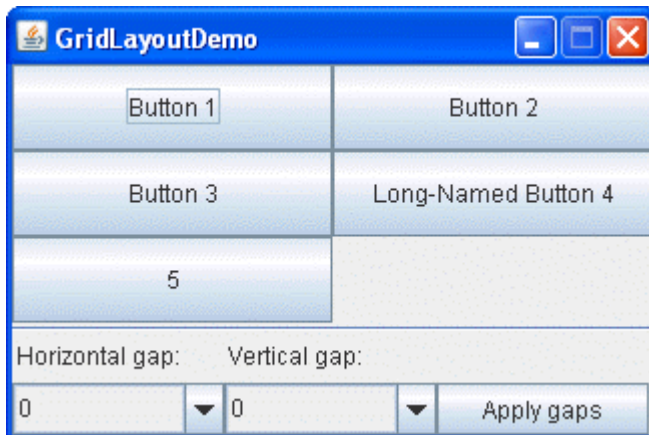 GridLayoutDemo
Button 1 Button 2
Button 3 Long-Named Button 4
5
Horizontal gap: Vertical gap:
0 0 Apply gaps